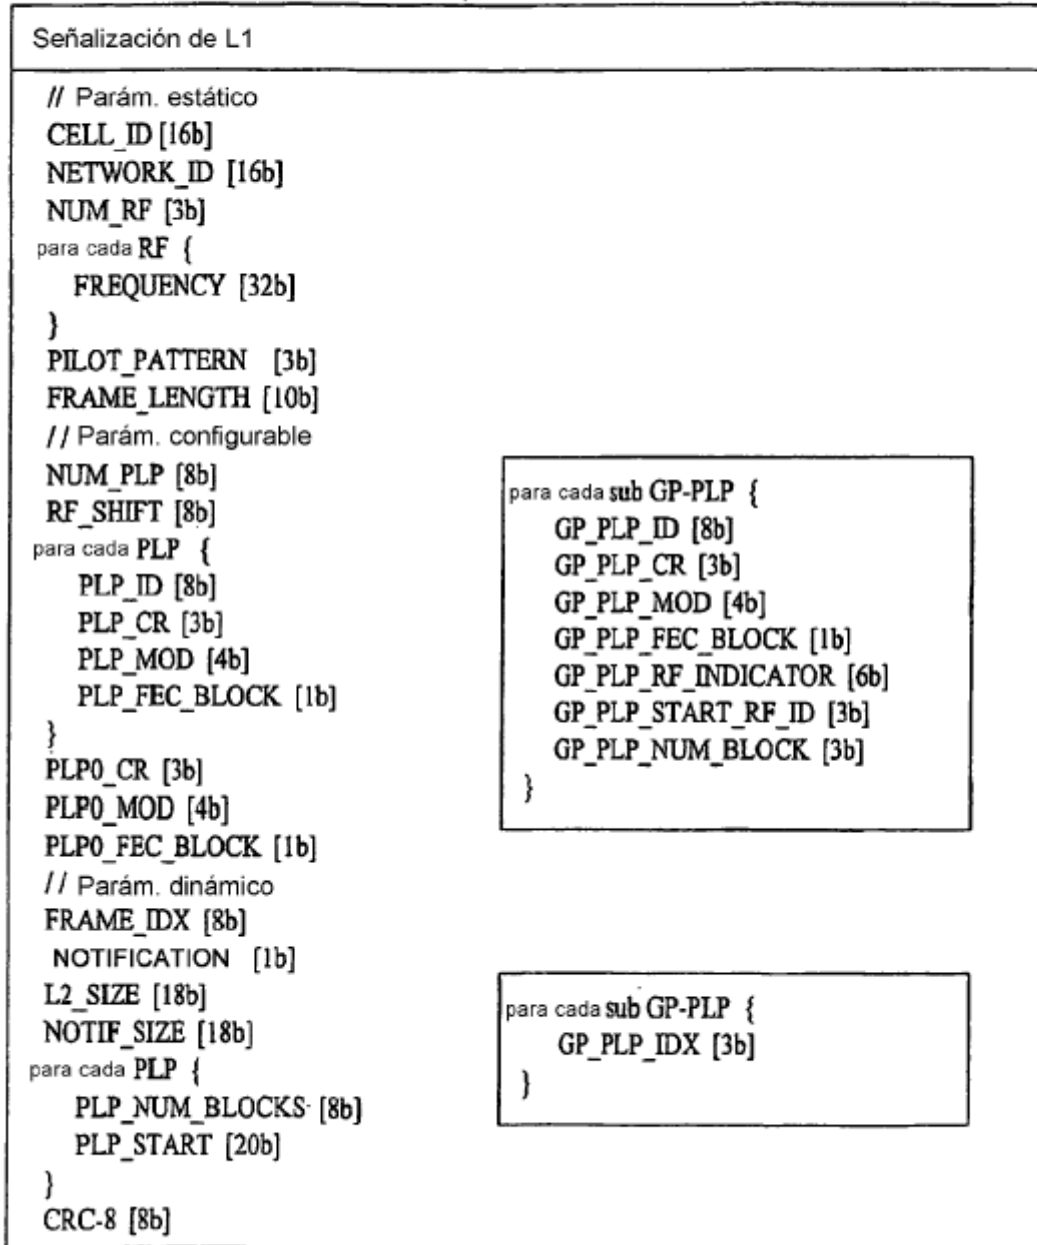 Señalización de L1
// Parám. estático
CELL_ID [16b]
NETWORK_ID [16b]
NUM_RF [3b]
para cada RF {
FREQUENCY [32b]
}
PILOT_PATTERN [3b]
FRAME_LENGTH [10b]
// Parám. configurable
NUM_PLP [8b]
RF_SHIFT [8b]
para cada PLP {
PLP_ID [8b]
PLP_CR [3b]
PLP_MOD [4b]
PLP_FEC_BLOCK [1b]
}
PLP0_CR [3b]
PLP0_MOD [4b]
PLP0_FEC_BLOCK [1b]
// Parám. dinámico
FRAME_IDX [8b]
NOTIFICATION [1b]
L2_SIZE [18b]
NOTIF_SIZE [18b]
para cada PLP {
PLP_NUM_BLOCKS [8b]
PLP_START [20b]
}
CRC-8 [8b]
para cada sub GP-PLP {
GP_PLP_ID [8b]
GP_PLP_CR [3b]
GP_PLP_MOD [4b]
GP_PLP_FEC_BLOCK [1b]
GP_PLP_RF_INDICATOR [6b]
GP_PLP_START_RF_ID [3b]
GP_PLP_NUM_BLOCK [3b]
}
para cada sub GP-PLP {
GP_PLP_IDX [3b]
}